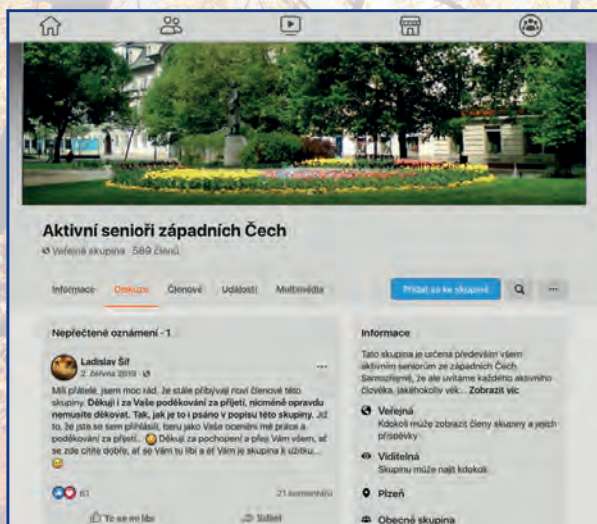 Aktivní senioři západních Čech
Veřejná skupina · 589 členů
Informace Diskuze Členové Události Multimédia
Přidat se ke skupině
Nepřečtené oznámení · 1
Ladislav Šíf
2. června 2019
Milí přátelé, jsem moc rád, že stále přibývají noví členové této
skupiny. Děkuji i za Vaše poděkování za přijetí, nicméně opravdu
nemusíte děkovat. Tak, jak je to i psáno v popisu této skupiny. Již
to, že jste se sem přihlásili, beru jako Vaše ocenění mé práce a
poděkování za přijetí... Děkuji za pochopení a přeji Vám všem, ať
se zde cítíte dobře, ať se Vám tu líbí a ať Vám je skupina k užitku...
61
21 komentářů
To se mi líbí
Sdílet
Informace
Tato skupina je určena především všem
aktivním seniorům ze západních Čech.
Samozřejmě, že ale uvítáme každého aktivního
člověka, jakéhokoliv věk... Zobrazit víc
Veřejná
Kdokoli může zobrazit členy skupiny a jejich
příspěvky
Viditelná
Skupinu může najít kdokoli.
Plzeň
Obecné skupina